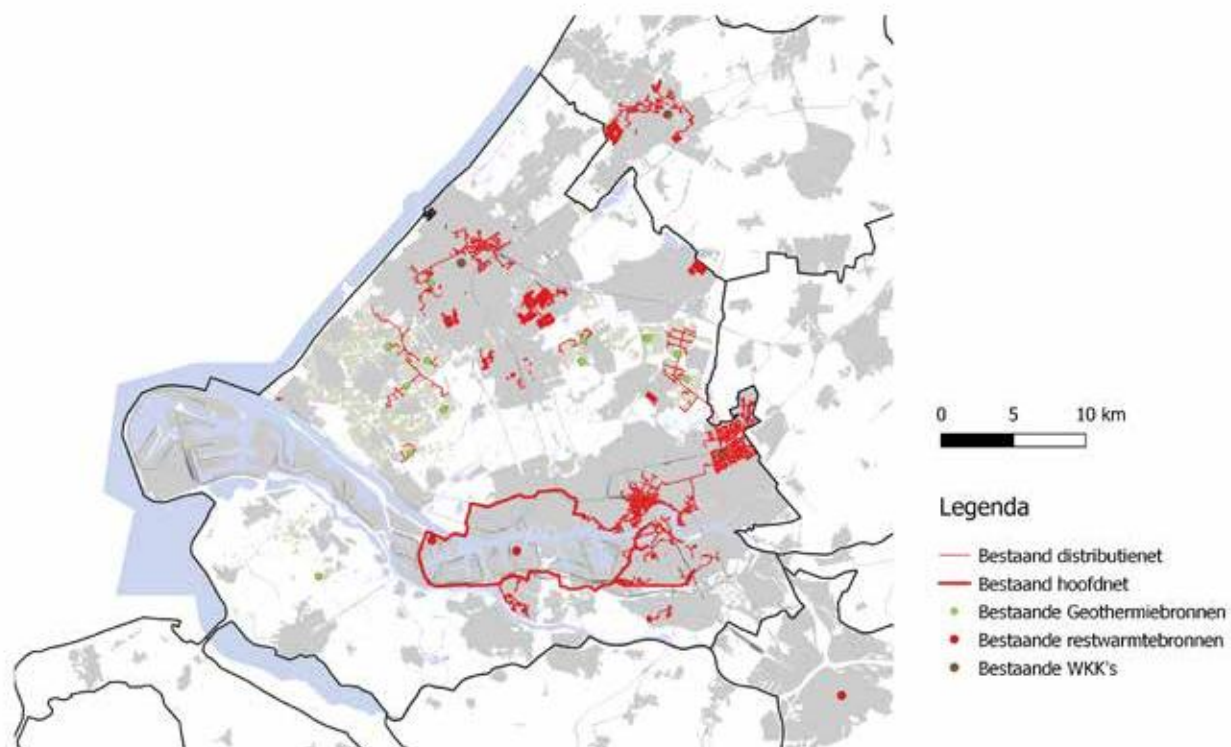 0 5 10 km
Legenda
Bestaand distributienet
Bestaand hoofdnet
Bestaande Geothermiebronnen
Bestaande restwarmtebronnen
Bestaande WKK's